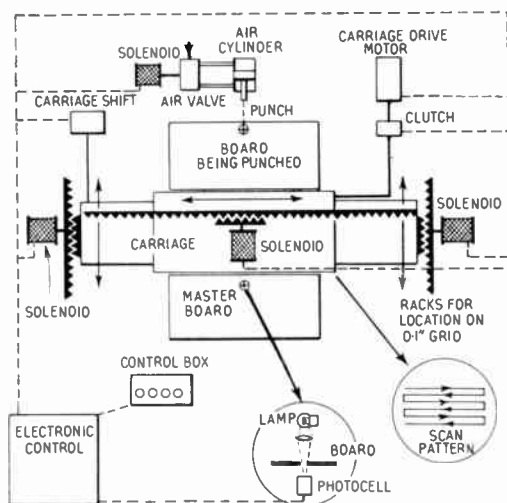 AIR
CYLINDER
SOLENOID
CARRIAGE DRIVE
MOTOR
AIR VALVE
CARRIAGE SHIFT
PUNCH
CLUTCH
BOARD
BEING PUNCHED
SOLENOID
CARRIAGE
SOLENOID
SOLENOID
MASTER
BOARD
RACKS FOR
LOCATION ON
0·1" GRID
CONTROL BOX
LAMP
SCAN
PATTERN
ELECTRONIC
CONTROL
BOARD
PHOTOCELL